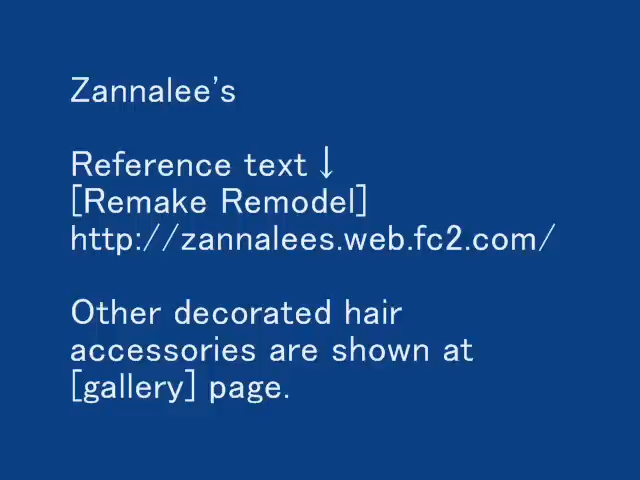 Zannalee's
Reference text↓
[Remake Remodel]
http://zannalees.web.fc2.com/
Other decorated hair
accessories are shown at
[gallery] page.